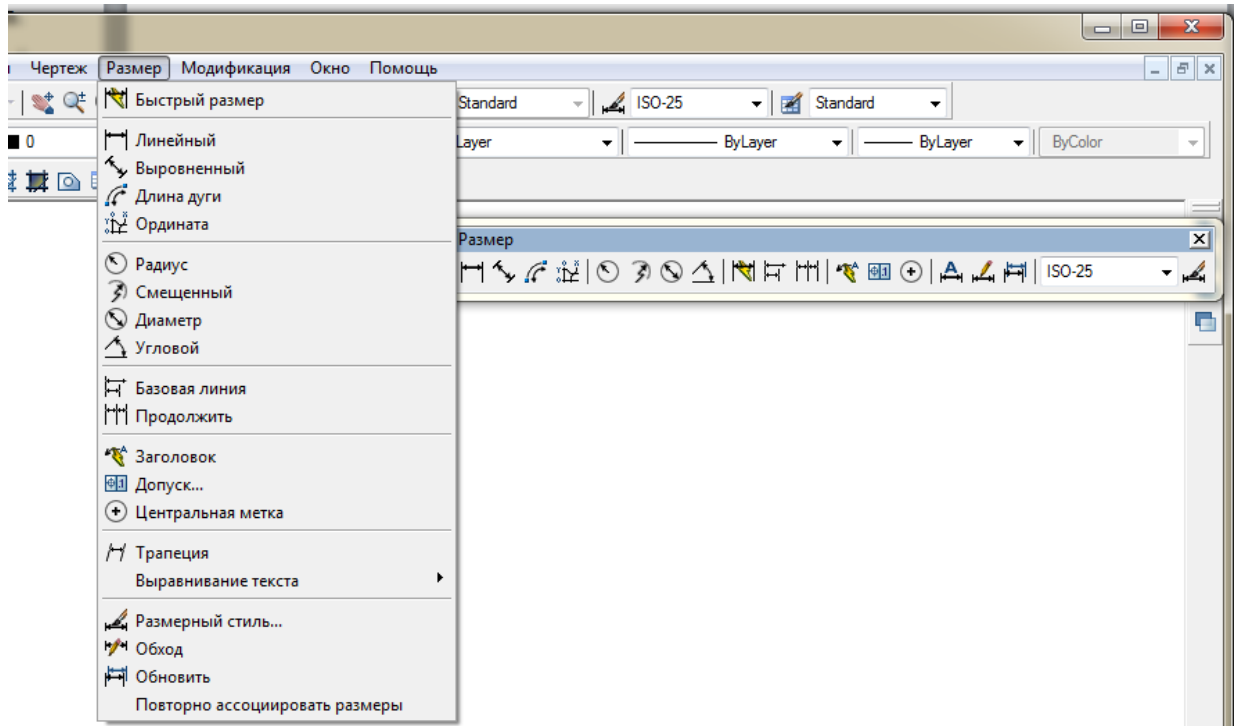 Чертеж Размер Модификация Окно Помощь
Быстрый размер
Standard ISO-25 Standard
Линейный
0 ByLayer ByLayer ByColor
Выровненный
Длина дуги
Ордината
Размер
Радиус
ISO-25
Смещенный
Диаметр
Угловой
Базовая линия
Продолжить
Заголовок
Допуск...
Центральная метка
Трапеция
Выравнивание текста
Размерный стиль...
Обход
Обновить
Повторно ассоциировать размеры